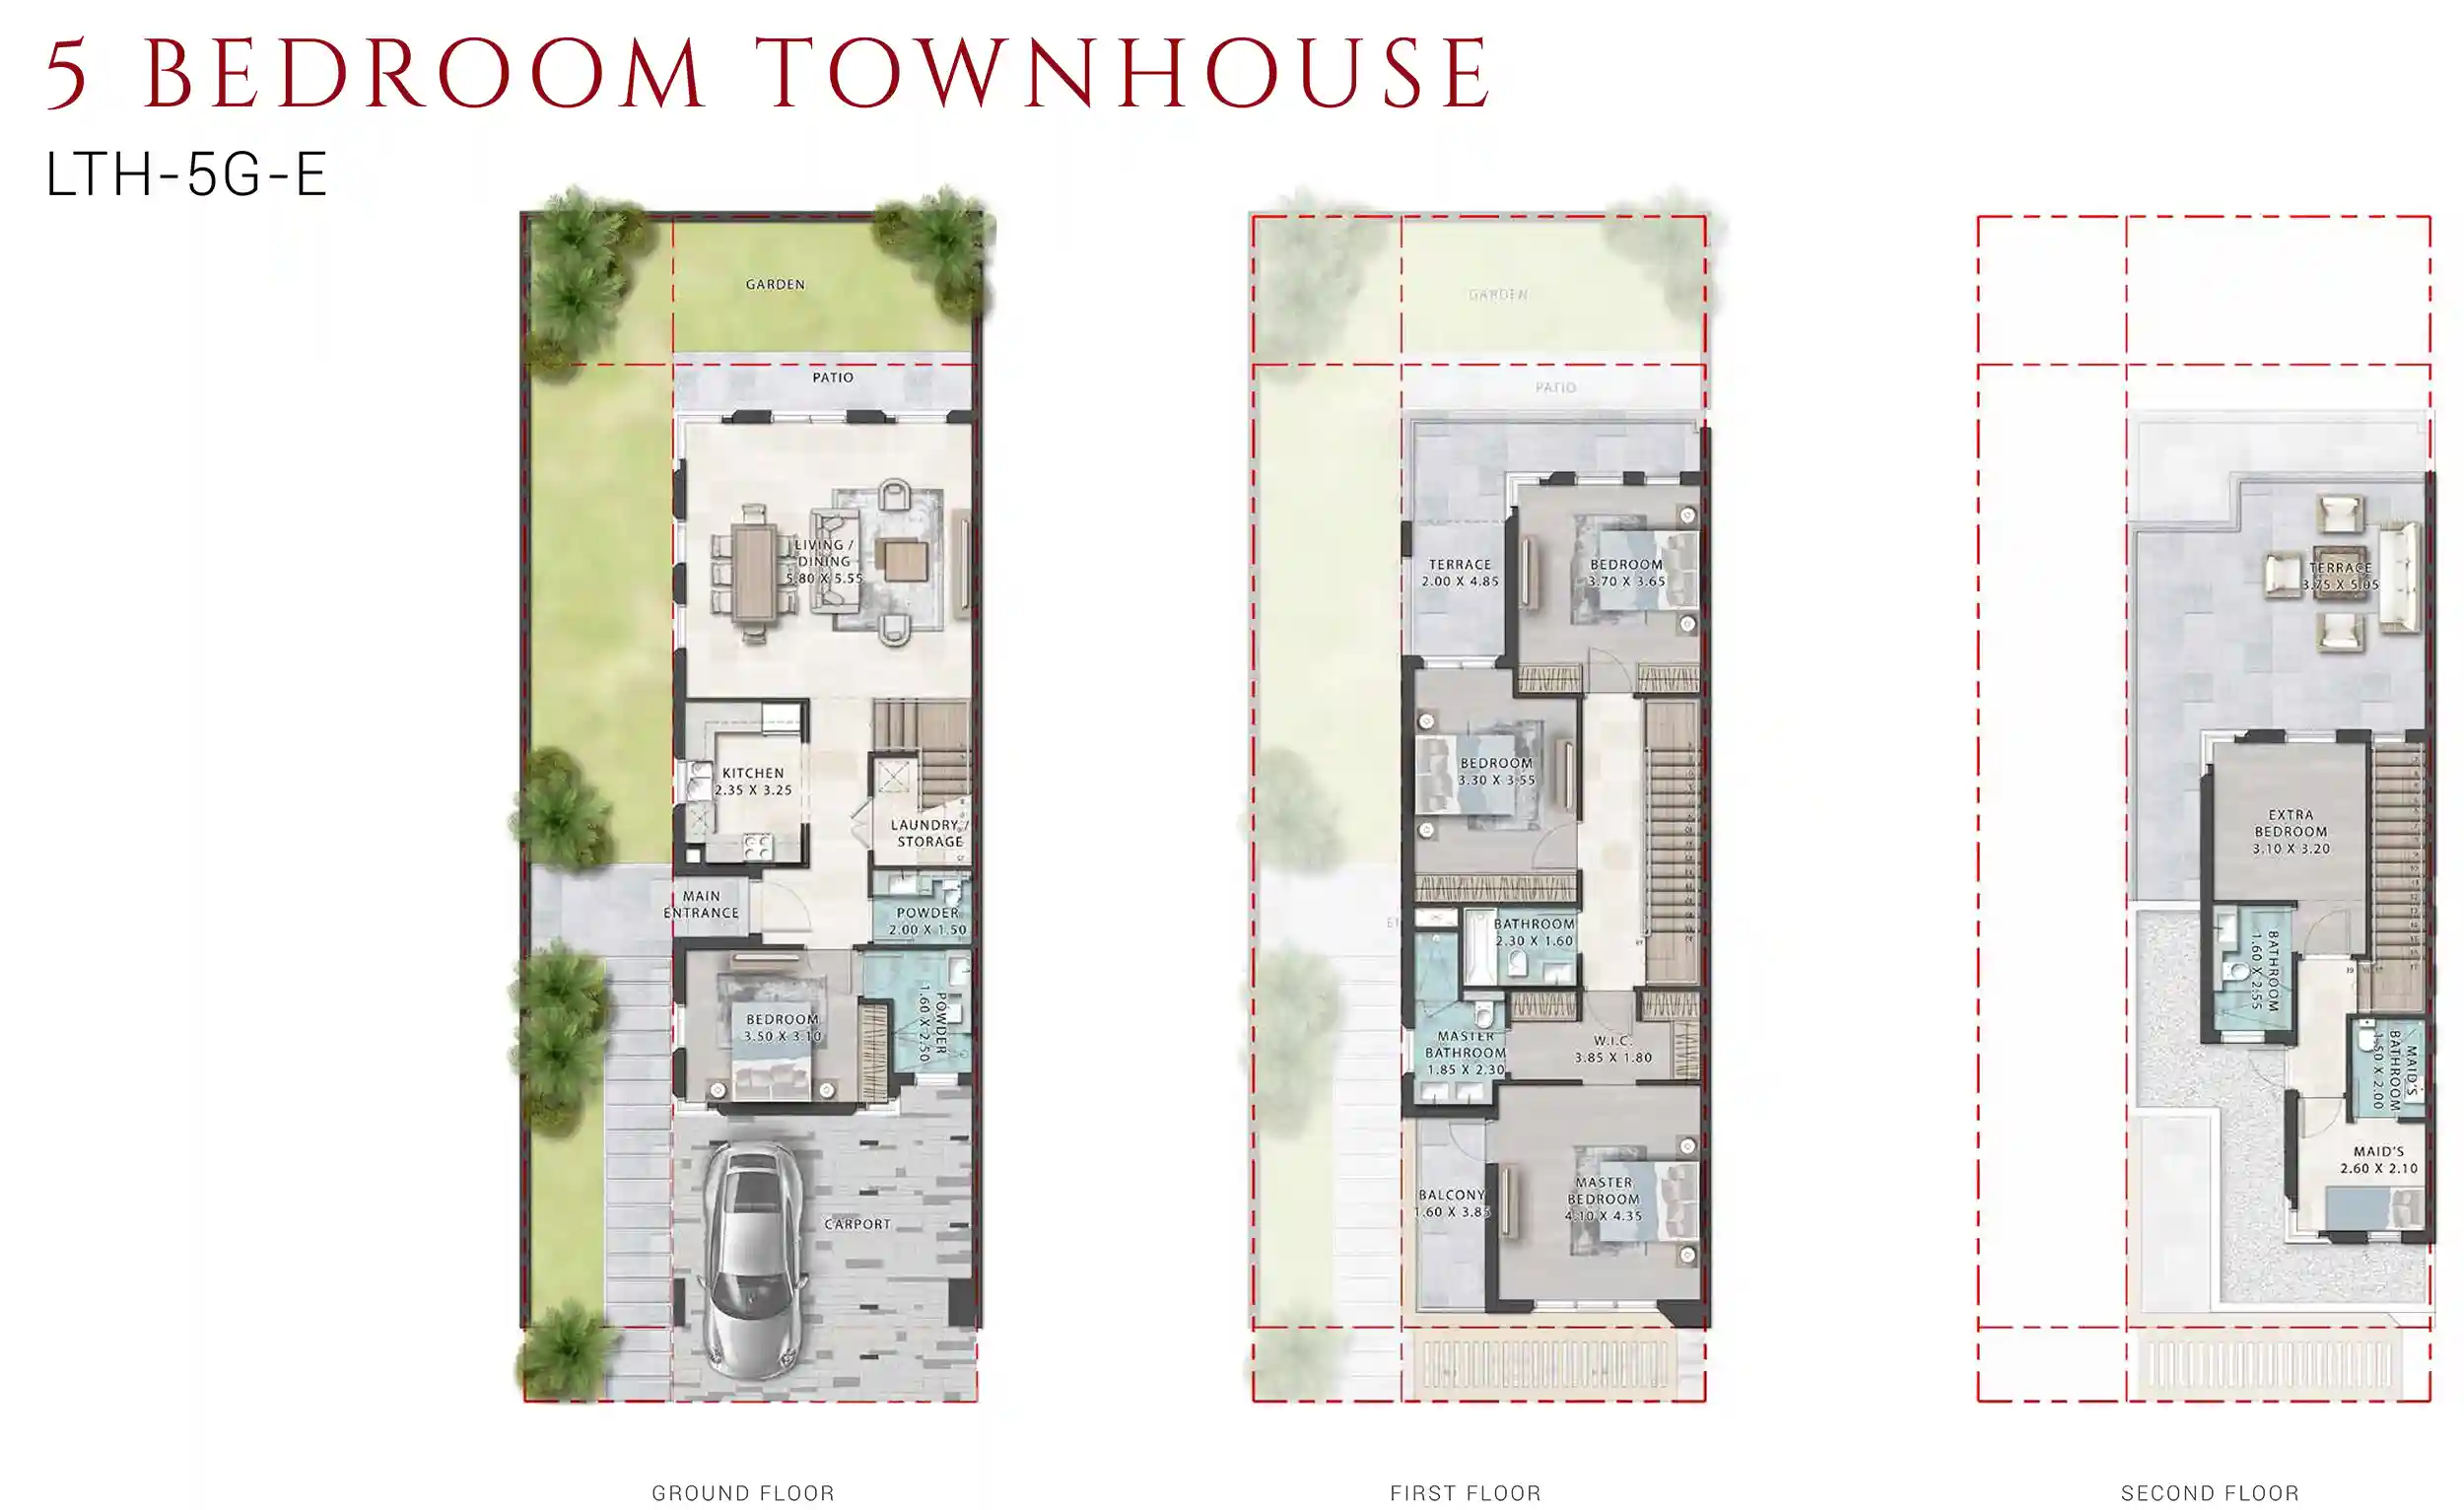 5 BEDROOM TOWNHOUSE
LTH-5G-E
GARDEN
PATIO
LIVING /
DINING
5.80 X 5.55
KITCHEN
2.35 X 3.25
LAUNDRY /
STORAGE
MAIN
ENTRANCE
POWDER
2.00 X 1.50
BEDROOM
3.50 X 3.10
POWDER
1.60 X 2.50
CARPORT
GROUND FLOOR
GARDEN
PATIO
TERRACE
2.00 X 4.85
BEDROOM
3.70 X 3.65
BEDROOM
3.30 X 3.55
BATHROOM
2.30 X 1.60
MASTER
BATHROOM
1.85 X 2.30
W.I.C.
3.85 X 1.80
BALCONY
1.60 X 3.85
MASTER
BEDROOM
4.10 X 4.35
FIRST FLOOR
TERRACE
3.75 X 5.05
EXTRA
BEDROOM
3.10 X 3.20
BATHROOM
1.60 X 2.55
MAID'S
BATHROOM
1.50 X 2.00
MAID'S
2.60 X 2.10
SECOND FLOOR